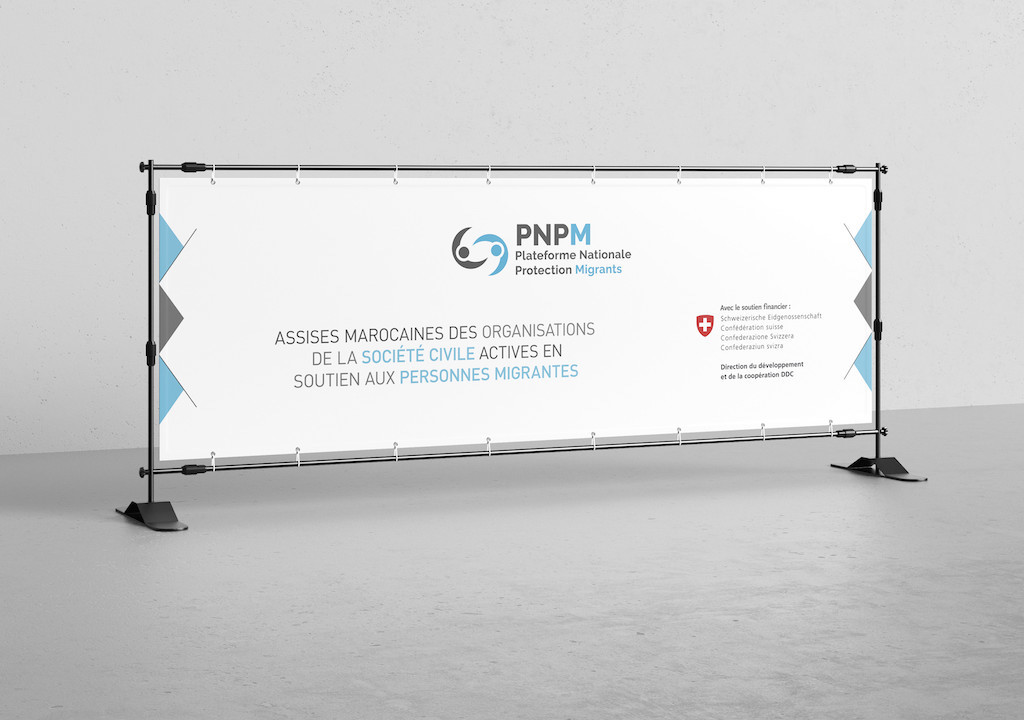 PNPM
Plateforme Nationale
Protection Migrants
ASSISES MAROCAINES DES ORGANISATIONS
DE LA SOCIÉTÉ CIVILE ACTIVES EN
SOUTIEN AUX PERSONNES MIGRANTES
Avec le soutien financier :
Schweizerische Eidgenossenschaft
Confédération suisse
Confederazione Svizzera
Confederaziun svizra
Direction du développement
et de la coopération DDC